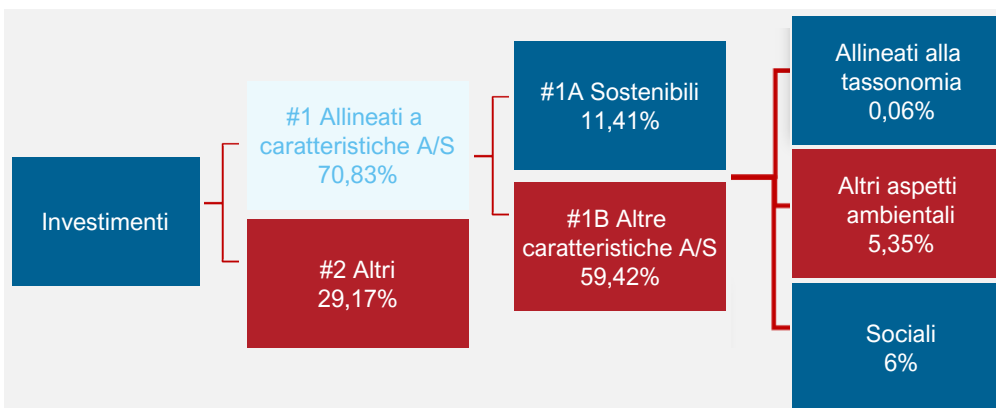 Investimenti
#1 Allineati a
caratteristiche A/S
70,83%
#2 Altri
29,17%
#1A Sostenibili
11,41%
#1B Altre
caratteristiche A/S
59,42%
Allineati alla
tassonomia
0,06%
Altri aspetti
ambientali
5,35%
Sociali
6%